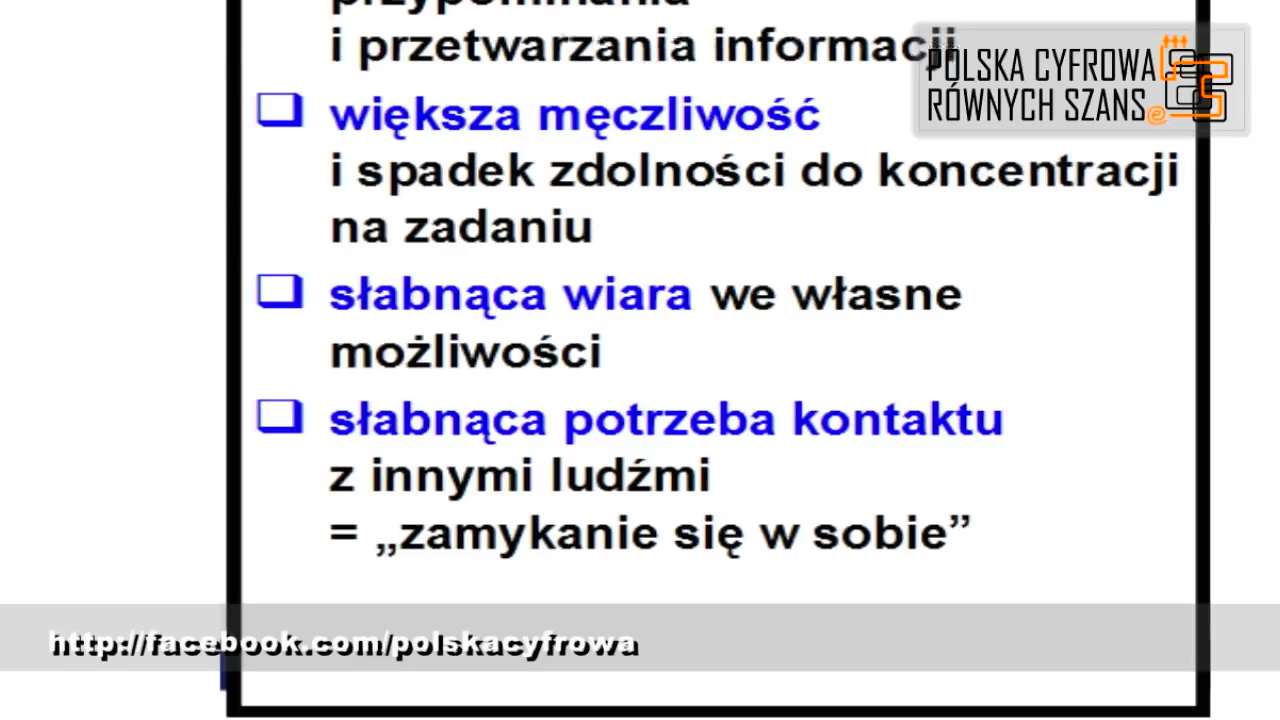 przypominania
i przetwarzania informacji
większa męczliwość
i spadek zdolności do koncentracji
na zadaniu
słabnąca wiara we własne
możliwości
słabnąca potrzeba kontaktu
z innymi ludźmi
= „zamykanie się w sobie”
POLSKA CYFROWA
RÓWNYCH SZANS
http://facebook.com/polskacyfrowa